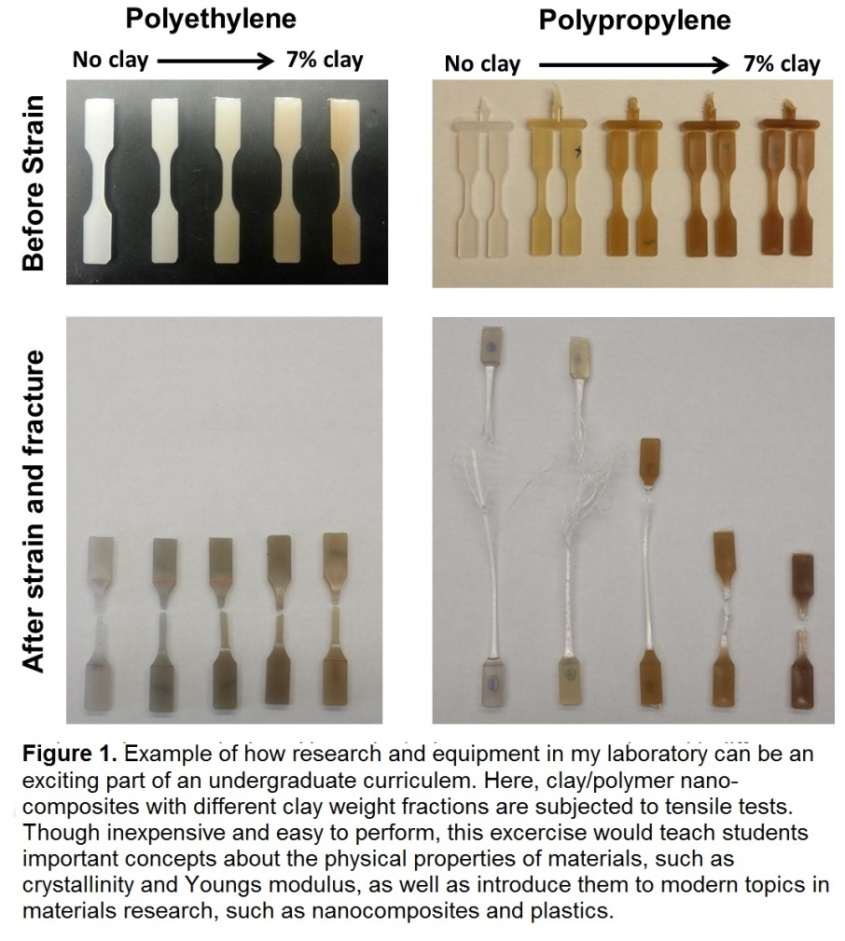 Polyethylene
No clay 7% clay
Polypropylene
No clay 7% clay
Before Strain
After strain and fracture
Figure 1. Example of how research and equipment in my laboratory can be an
exciting part of an undergraduate curriculem. Here, clay/polymer nano-
composites with different clay weight fractions are subjected to tensile tests.
Though inexpensive and easy to perform, this excercise would teach students
important concepts about the physical properties of materials, such as
crystallinity and Youngs modulus, as well as introduce them to modern topics in
materials research, such as nanocomposites and plastics.